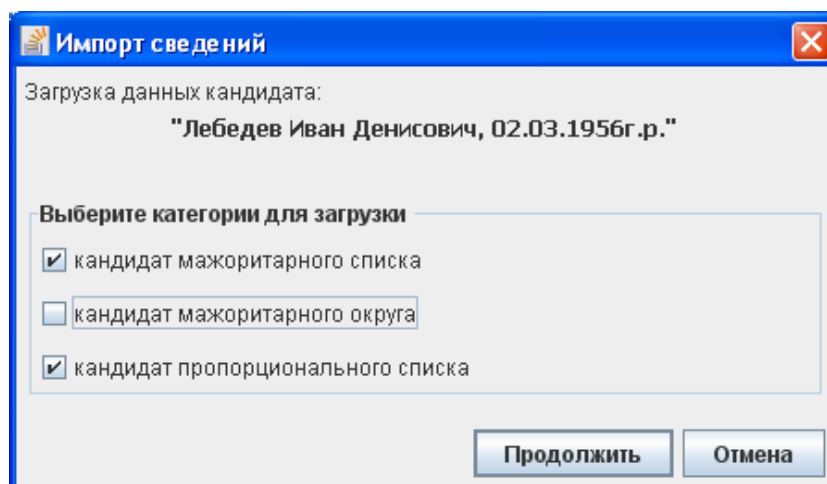 Импорт сведений
Загрузка данных кандидата:
"Лебедев Иван Денисович, 02.03.1956г.р."
Выберите категории для загрузки
кандидат мажоритарного списка
кандидат мажоритарного округа
кандидат пропорционального списка
Продолжить Отмена